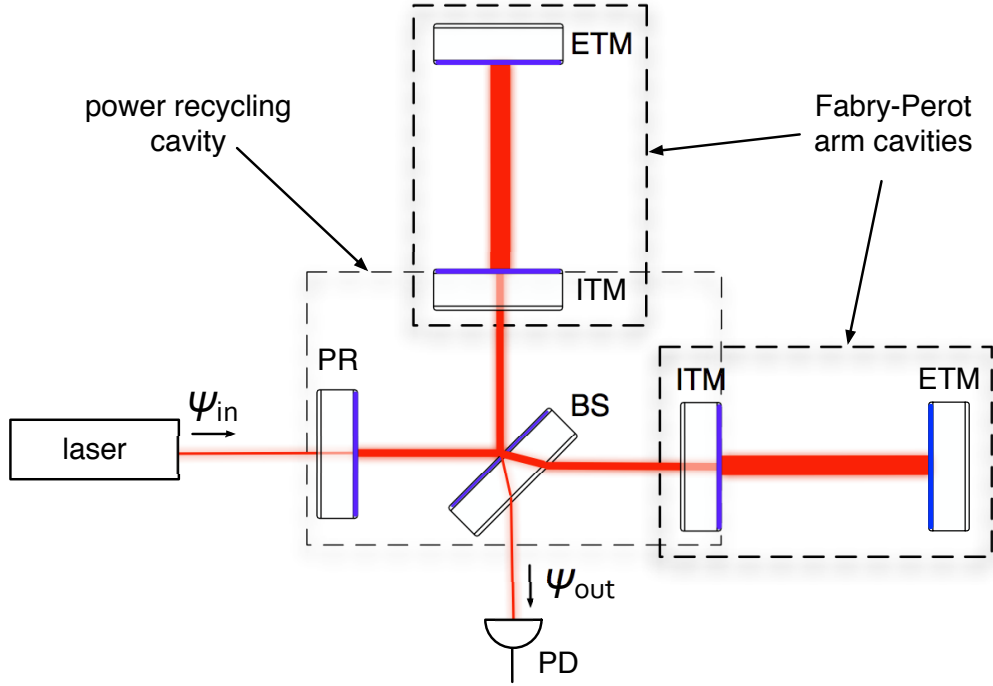 ETM
power recycling
cavity
Fabry-Perot
arm cavities
ITM
PR
ITM
ETM
BS
Ψin
laser
Ψout
PD